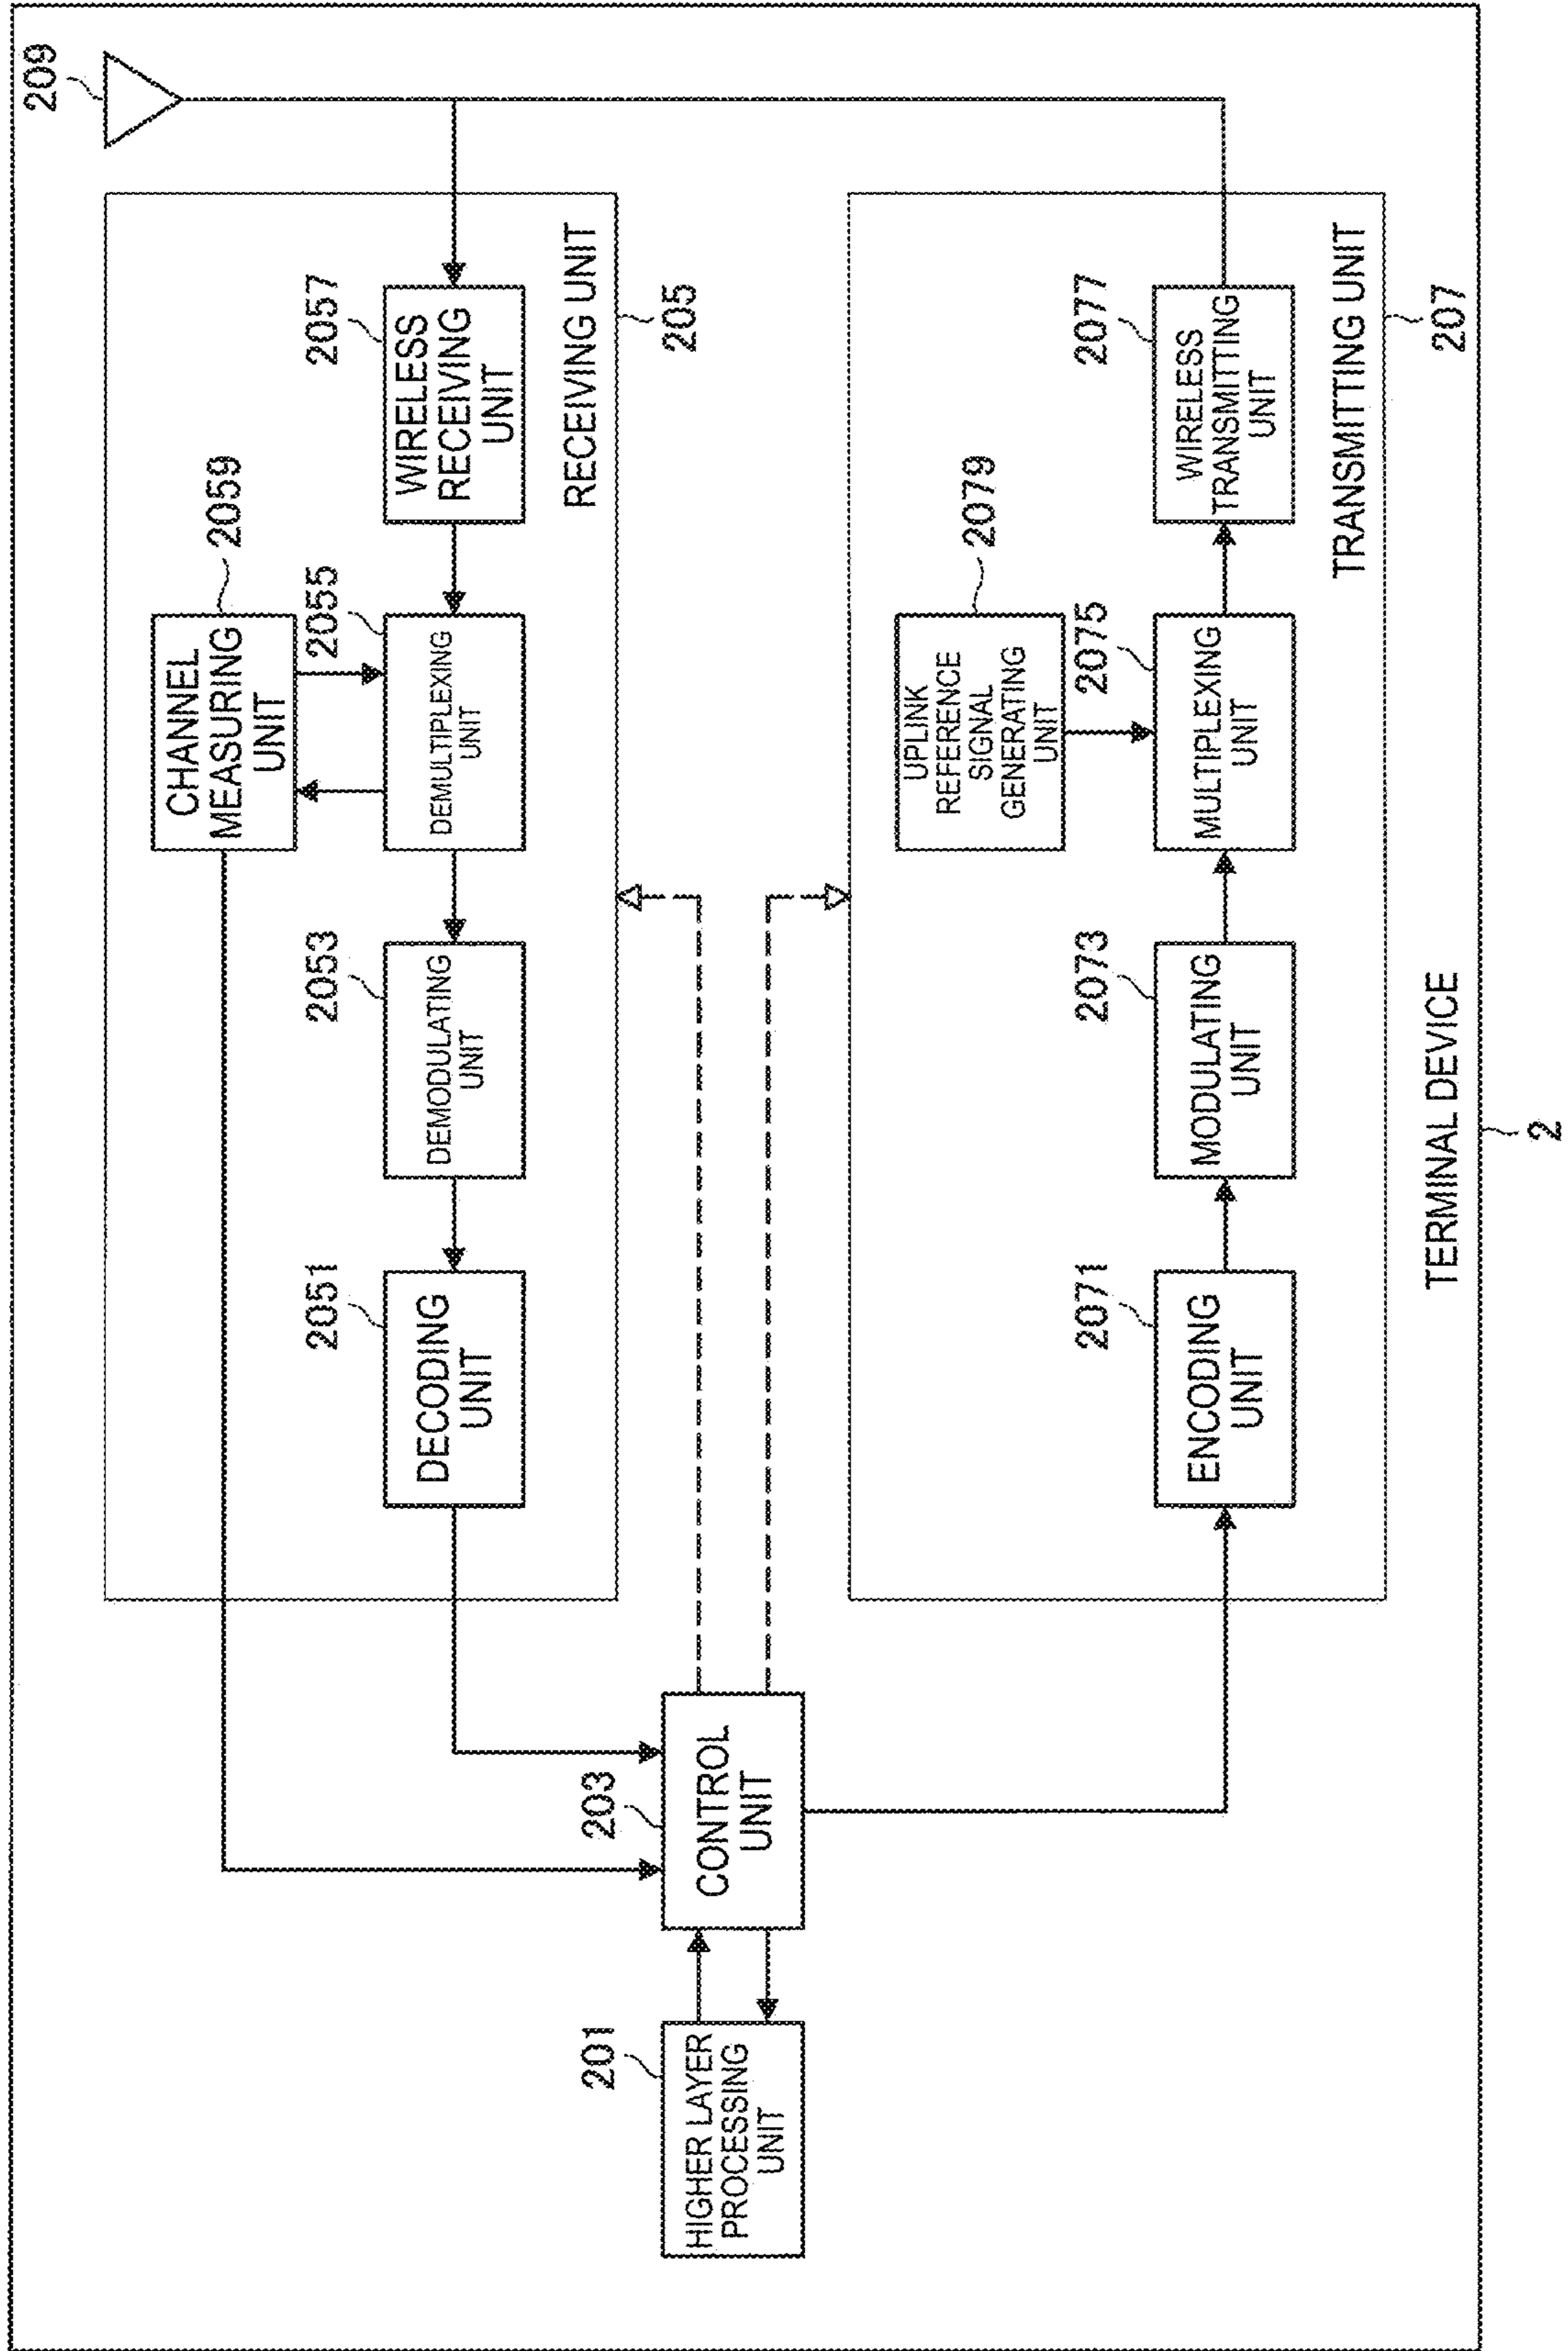 209
2059
CHANNEL
MEASURING
UNIT
2051
DECODING
UNIT
2053
DEMODULATING
UNIT
2055
DEMULTIPLEXING
UNIT
2057
WIRELESS
RECEIVING
UNIT
RECEIVING UNIT
205
201
HIGHER LAYER
PROCESSING
UNIT
203
CONTROL
UNIT
2079
UPLINK
REFERENCE
SIGNAL
GENERATING
UNIT
2071
ENCODING
UNIT
2073
MODULATING
UNIT
2075
MULTIPLEXING
UNIT
2077
WIRELESS
TRANSMITTING
UNIT
TRANSMITTING UNIT
207
TERMINAL DEVICE
2